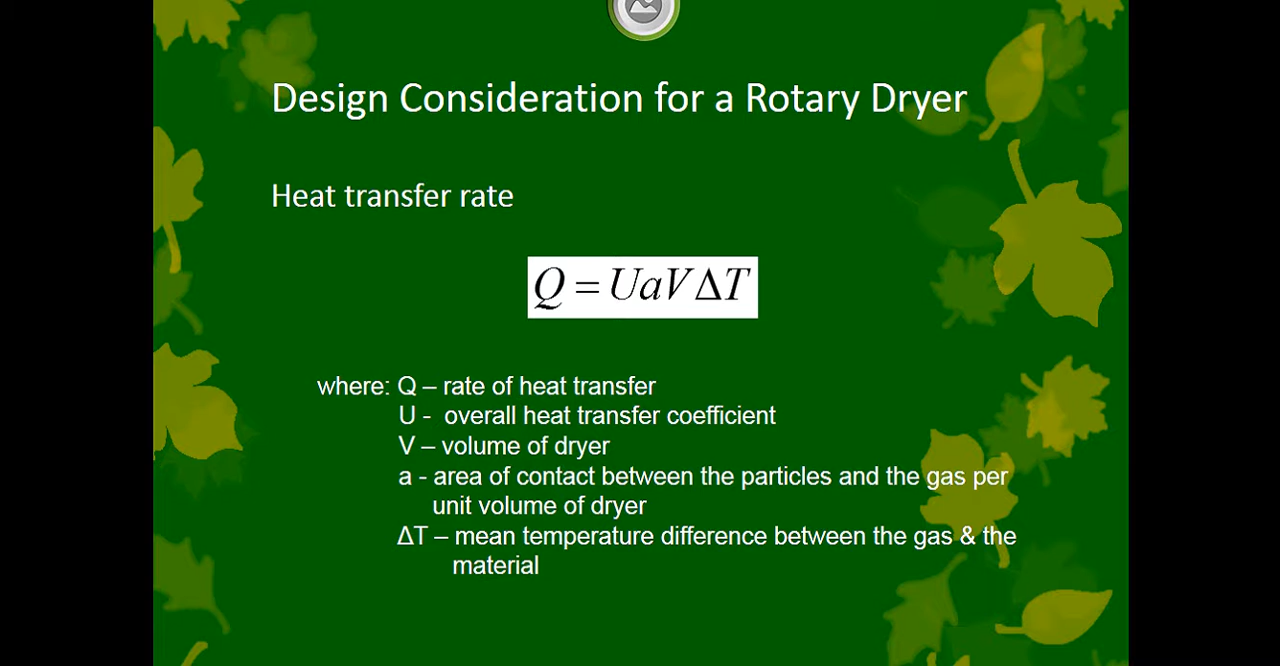 Design Consideration for a Rotary Dryer
Heat transfer rate
Q = UaVΔT
where: Q – rate of heat transfer
U - overall heat transfer coefficient
V – volume of dryer
a - area of contact between the particles and the gas per
unit volume of dryer
ΔT – mean temperature difference between the gas & the
material